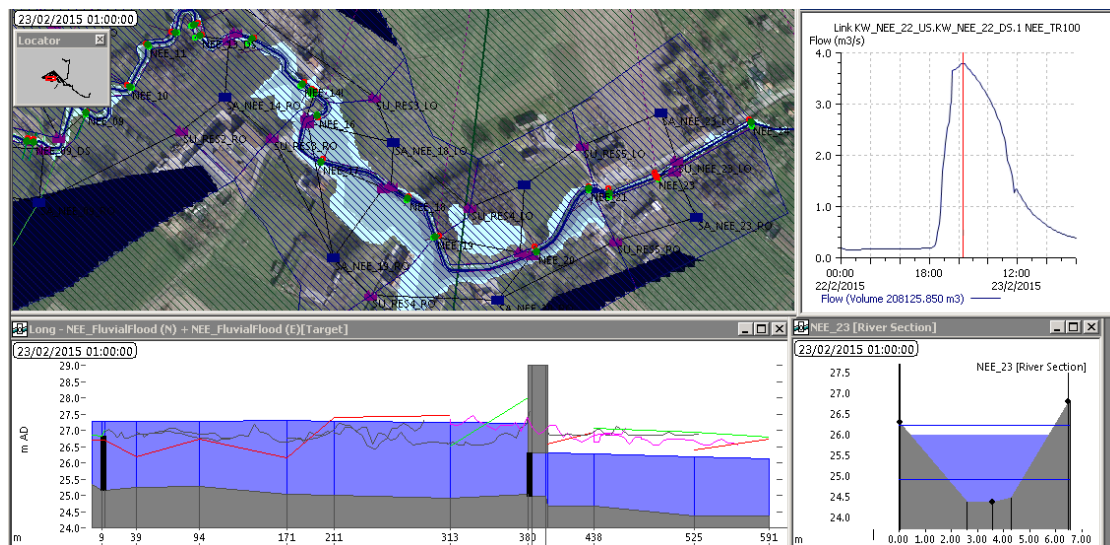 23/02/2015 01:00:00
Locator
NEE_11
NEE_13_DS
NEE_10
NEE_09
NEE_14
SU_RES3_LO
SA_NEE_14_RO
NEE_16
SU_RES2_RO
SU_RES3_RO
SA_NEE_18_LO
NEE_17
NEE_18
SU_RES4_LO
NEE_19
SA_NEE_19_RO
NEE_20
SU_RES4_RO
SU_RES5_LO
SA_NEE_23_LO
SU_NEE_23_LO
NEE_23
NEE_21
SA_NEE_23_RO
SU_RES5_RO
Link KW_NEE_22_US.KW_NEE_22_DS.1 NEE_TR100
Flow (m3/s)
4.0
3.0
2.0
1.0
0.0
00:00 18:00 12:00
22/2/2015 23/2/2015
Flow (Volume 208125.850 m3)
Long - NEE_FluvialFlood (N) + NEE_FluvialFlood (E)[Target]
23/02/2015 01:00:00
29.0
28.5
28.0
27.5
27.0
26.5
26.0
25.5
25.0
24.5
24.0
m AD
m 9 39 94 171 211 313 438 525 591
NEE_23 [River Section]
23/02/2015 01:00:00
NEE_23 [River Section]
27.5
27.0
26.5
26.0
25.5
25.0
24.5
24.0
m
0.00 1.00 2.00 3.00 4.00 5.00 6.00 7.00